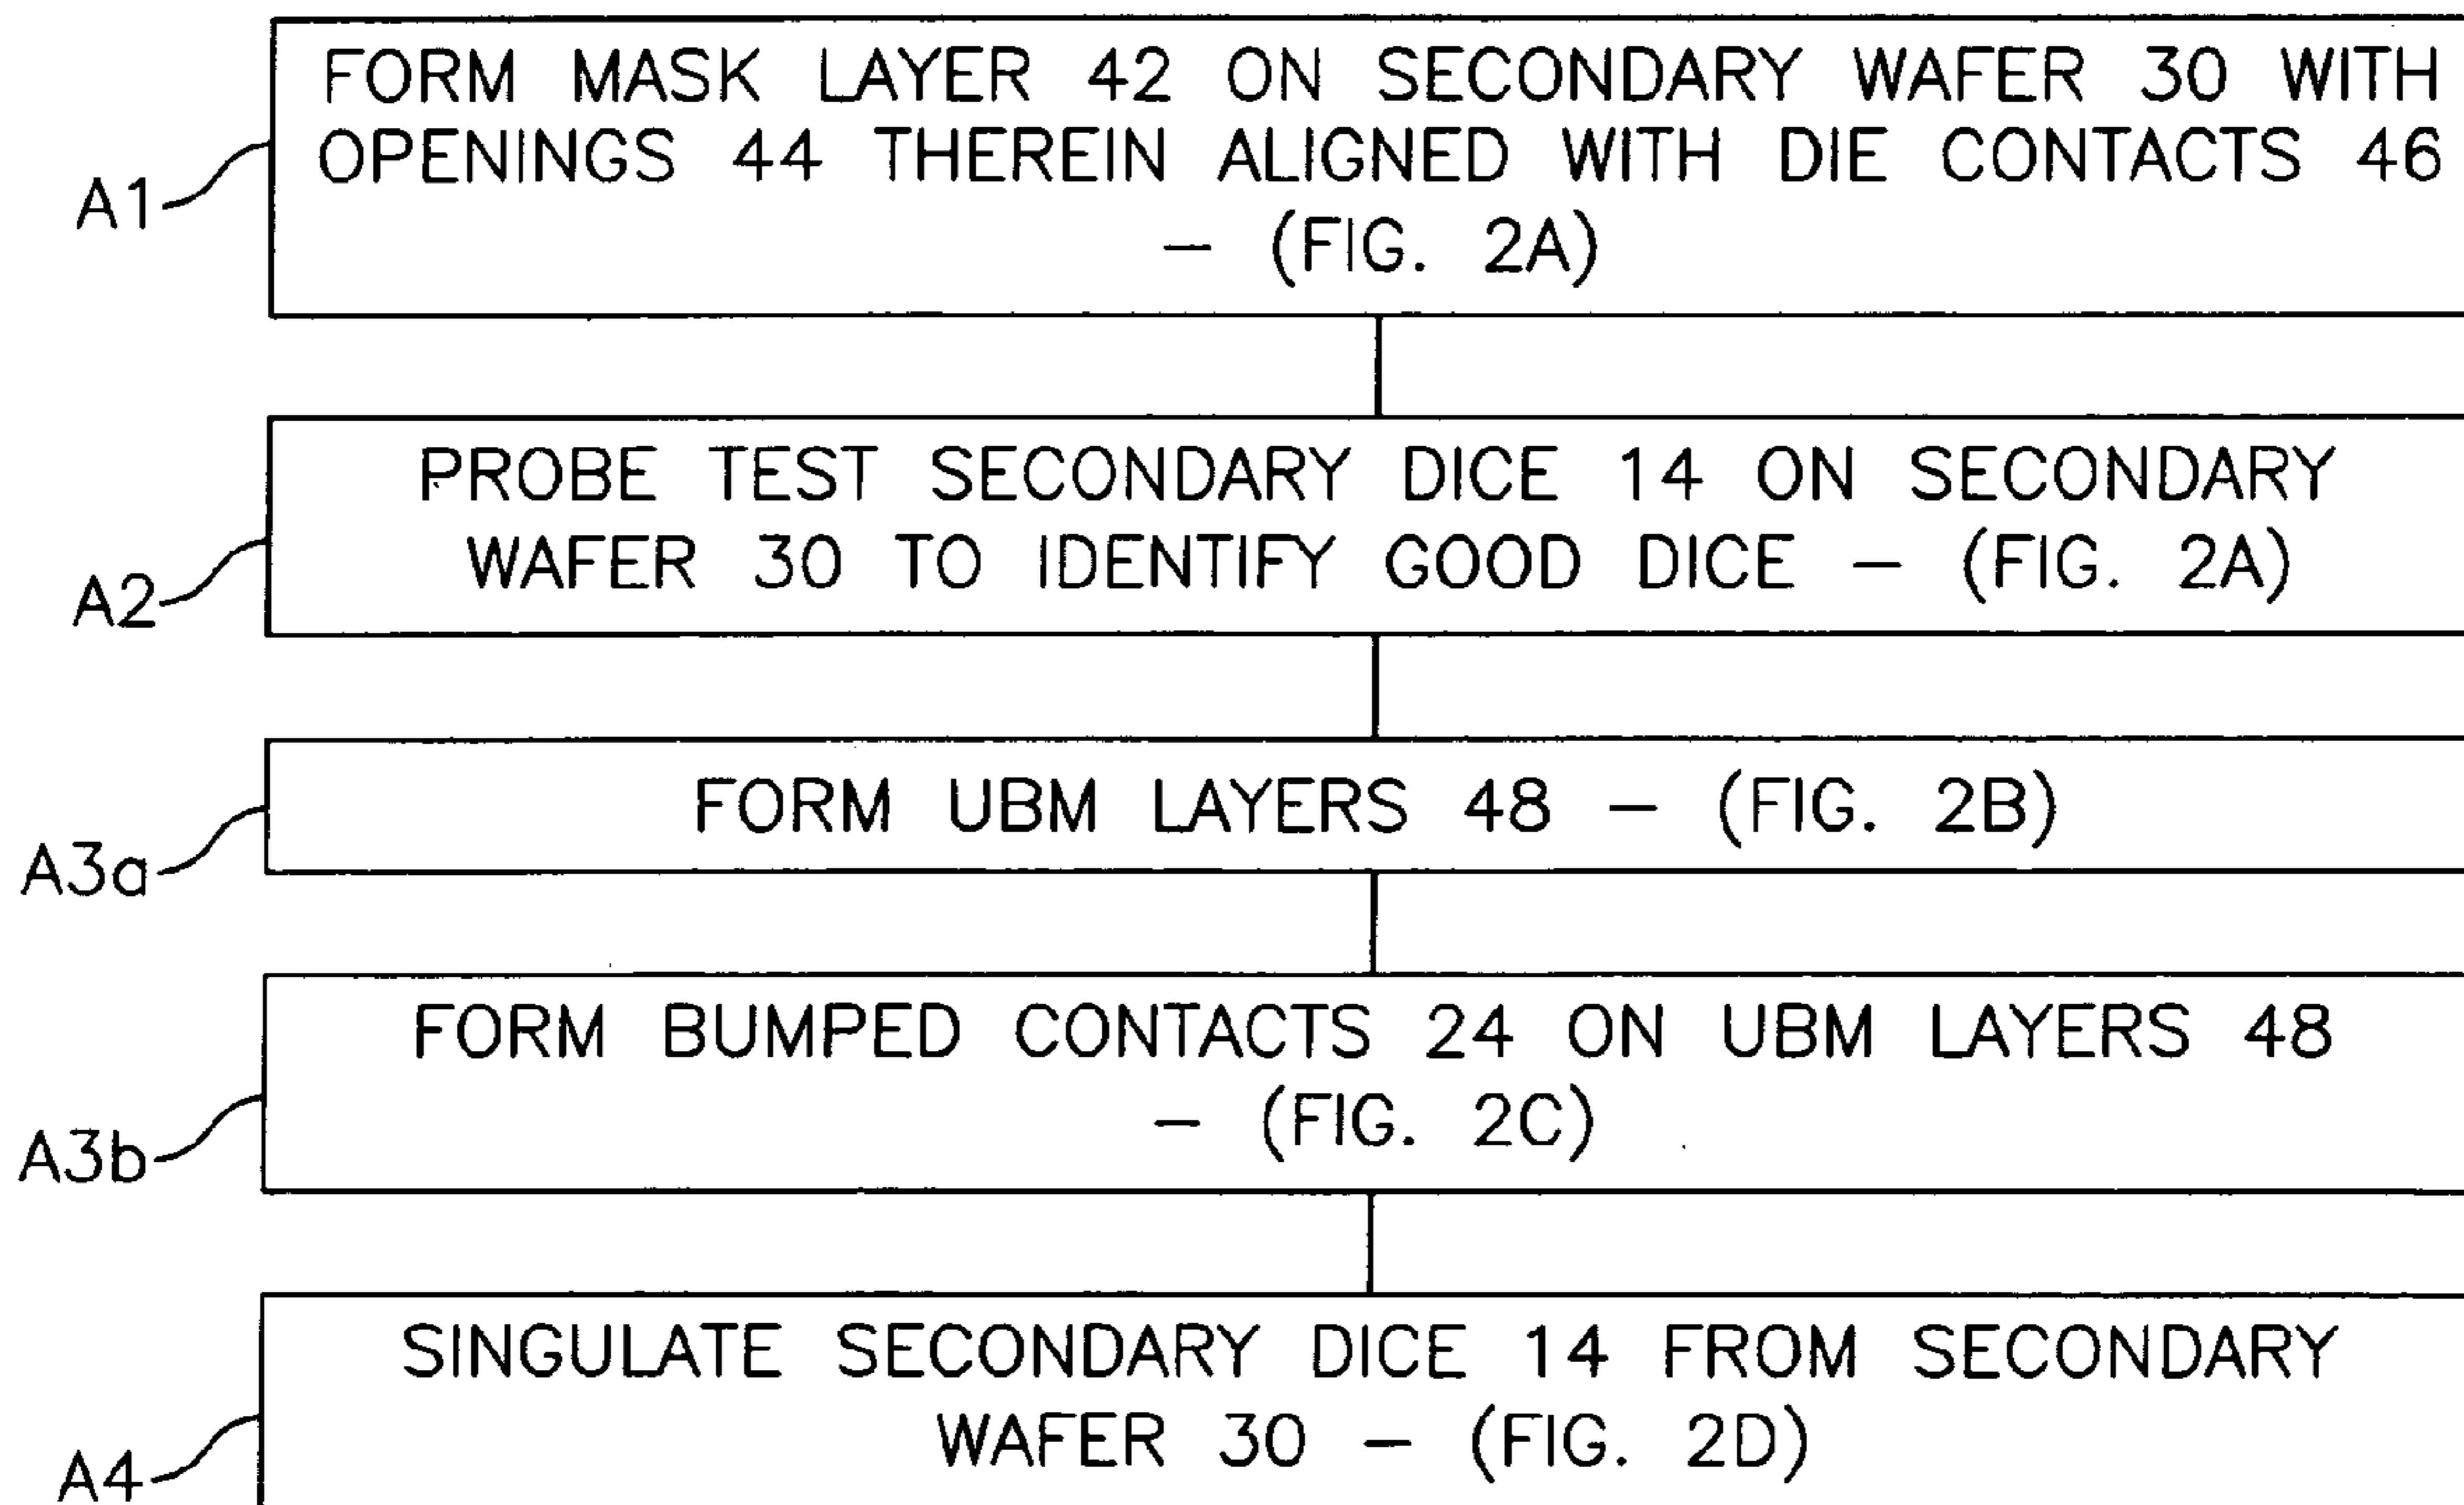 FORM MASK LAYER 42 ON SECONDARY WAFER 30 WITH
OPENINGS 44 THEREIN ALIGNED WITH DIE CONTACTS 46
– (FIG. 2A)
A1
PROBE TEST SECONDARY DICE 14 ON SECONDARY
WAFER 30 TO IDENTIFY GOOD DICE – (FIG. 2A)
A2
FORM UBM LAYERS 48 – (FIG. 2B)
A3a
FORM BUMPED CONTACTS 24 ON UBM LAYERS 48
– (FIG. 2C)
A3b
SINGULATE SECONDARY DICE 14 FROM SECONDARY
WAFER 30 – (FIG. 2D)
A4